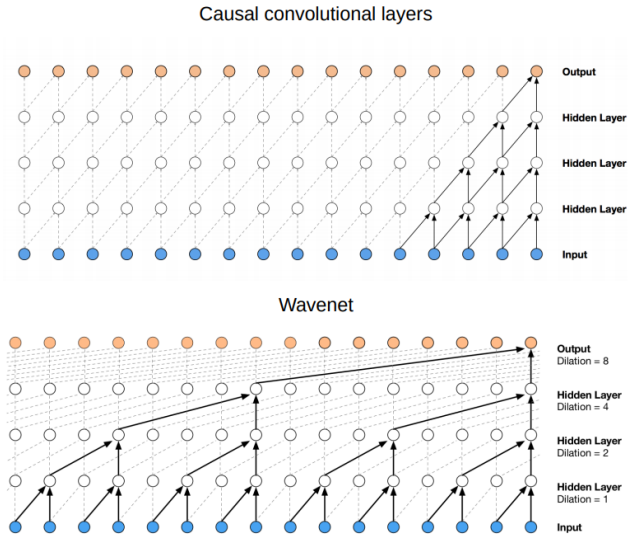 Causal convolutional layers
Output
Hidden Layer
Hidden Layer
Hidden Layer
Input
Wavenet
Output
Dilation = 8
Hidden Layer
Dilation = 4
Hidden Layer
Dilation = 2
Hidden Layer
Dilation = 1
Input